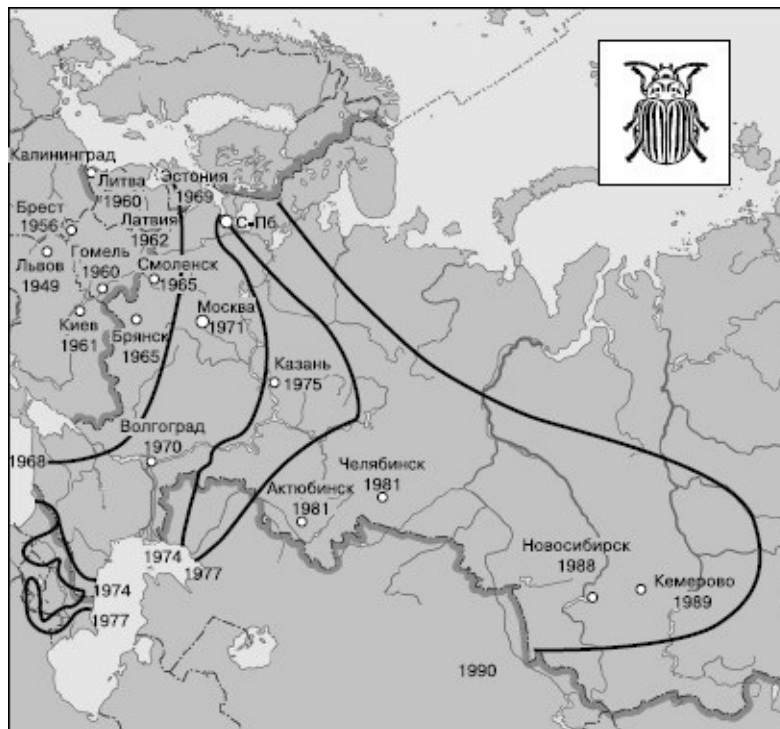 Калининград
Литва
1960
Эстония
1969
Брест
1956
Латвия
1962
С-Пб
Львов
1949
Гомель
1960
Смоленск
1965
Киев
1961
Брянск
1965
Москва
1971
Казань
1975
Волгоград
1970
1968
Челябинск
1981
Актюбинск
1981
1974
1977
Новосибирск
1988
Кемерово
1989
1974
1977
1990